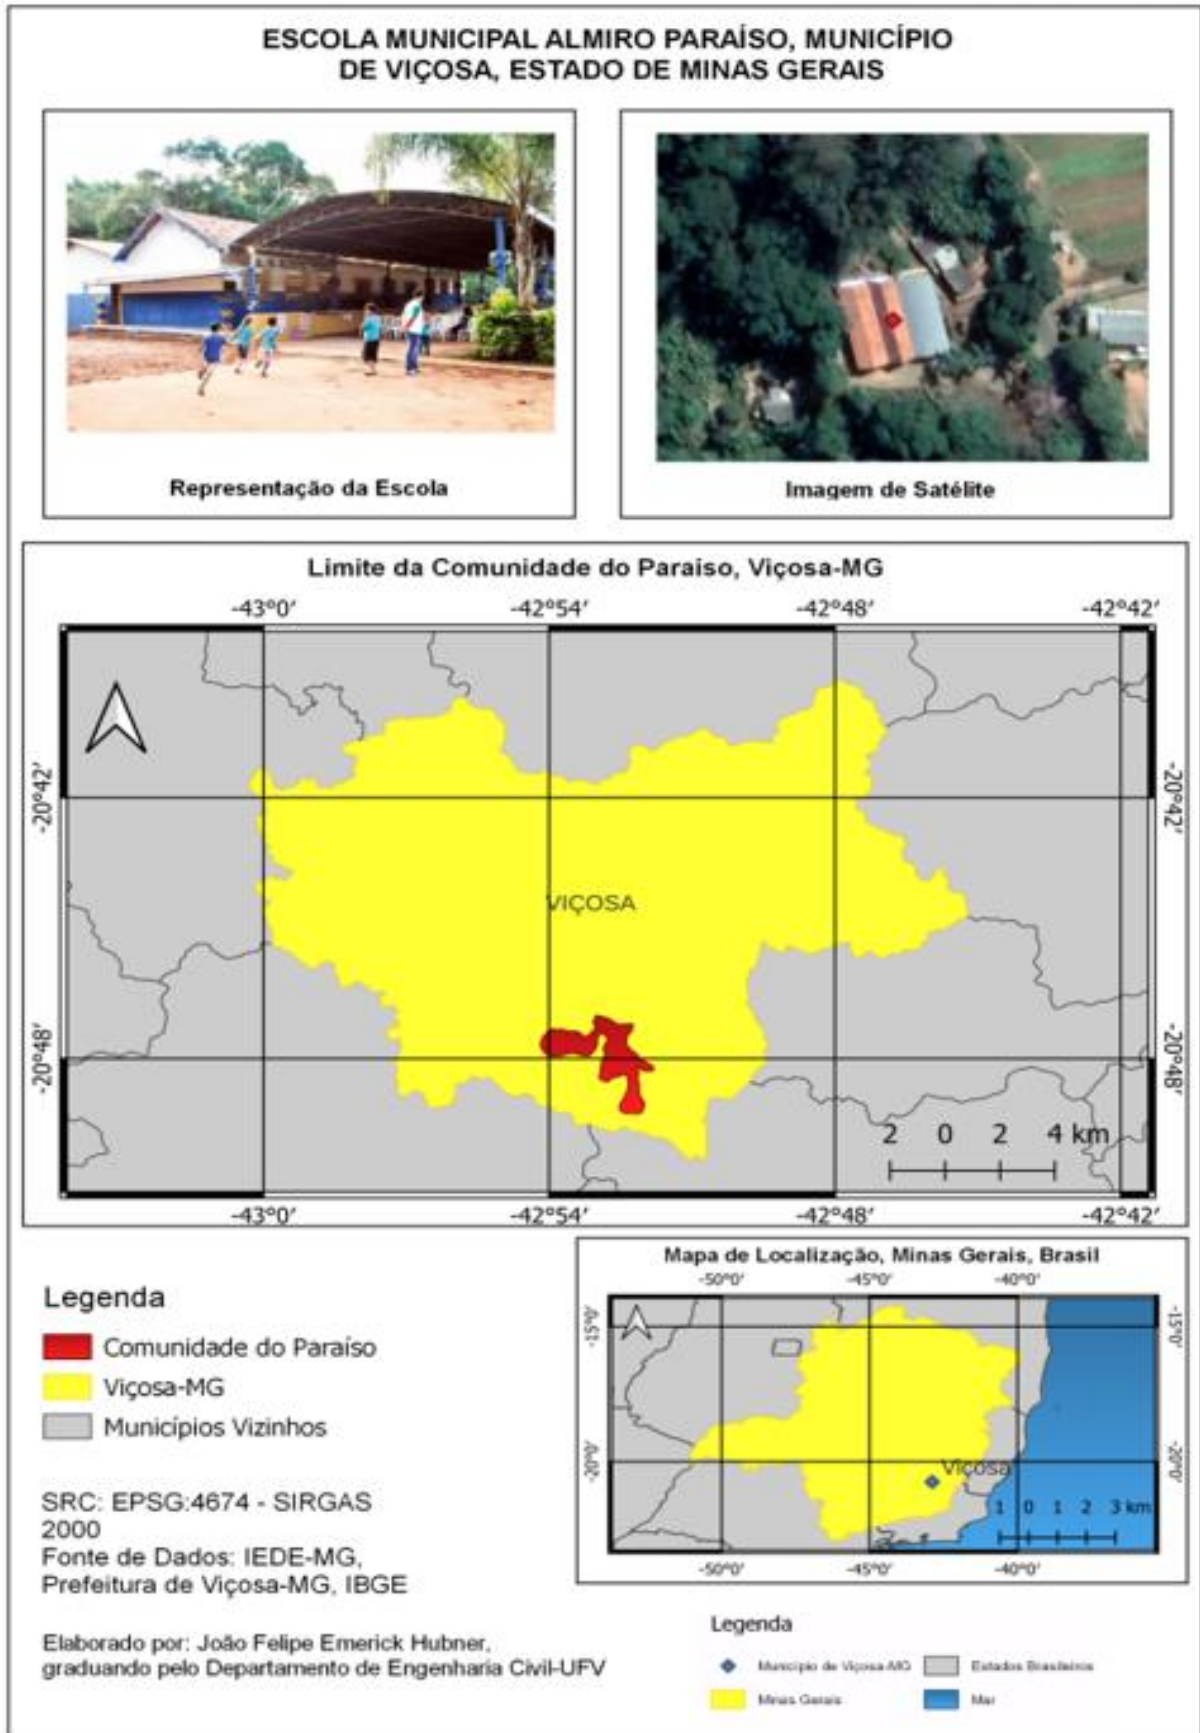 ESCOLA MUNICIPAL ALMIRO PARAÍSO, MUNICÍPIO
DE VIÇOSA, ESTADO DE MINAS GERAIS
Representação da Escola
Imagem de Satélite
Limite da Comunidade do Paraiso, Viçosa-MG
-43°0′ -42°54′ -42°48′ -42°42′
-20°42′ -20°42′
VIÇOSA
-20°48′ -20°48′
2 0 2 4 km
-43°0′ -42°54′ -42°48′ -42°42′
Legenda
Comunidade do Paraíso
Viçosa-MG
Municípios Vizinhos
SRC: EPSG:4674 - SIRGAS
2000
Fonte de Dados: IEDE-MG,
Prefeitura de Viçosa-MG, IBGE
Elaborado por: João Felipe Emerick Hubner,
graduando pelo Departamento de Engenharia Civil-UFV
Mapa de Localização, Minas Gerais, Brasil
-50°0′ -45°0′ -40°0′
-15°0′ -15°0′
-20°0′ -20°0′
Viçosa
1 0 1 2 3 km
-50°0′ -45°0′ -40°0′
Legenda
Município de Viçosa-MG Estados Brasileiros
Minas Gerais Mar